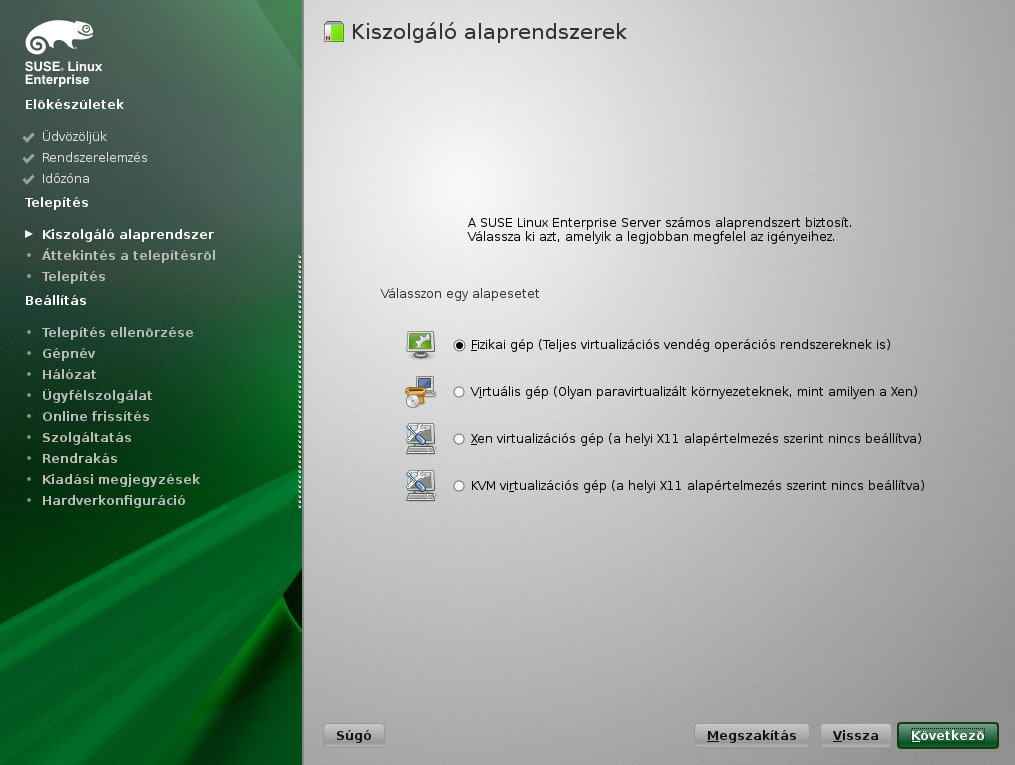 SUSE® Linux
Enterprise
Előkészületek
Üdvözöljük
Rendszerelemzés
Időzóna
Telepítés
Kiszolgáló alaprendszer
Áttekintés a telepítésről
Telepítés
Beállítás
Telepítés ellenőrzése
Gépnév
Hálózat
Ügyfélszolgálat
Online frissítés
Szolgáltatás
Rendrakás
Kiadási megjegyzések
Hardverkonfiguráció
Kiszolgáló alaprendszerek
A SUSE Linux Enterprise Server számos alaprendszert biztosít.
Válassza ki azt, amelyik a legjobban megfelel az igényeihez.
Válasszon egy alapesetet
Fizikai gép (Teljes virtualizációs vendég operációs rendszereknek is)
Virtuális gép (Olyan paravirtualizált környezeteknek, mint amilyen a Xen)
Xen virtualizációs gép (a helyi X11 alapértelmezés szerint nincs beállítva)
KVM virtualizációs gép (a helyi X11 alapértelmezés szerint nincs beállítva)
Súgó
Megszakítás
Vissza
Következő